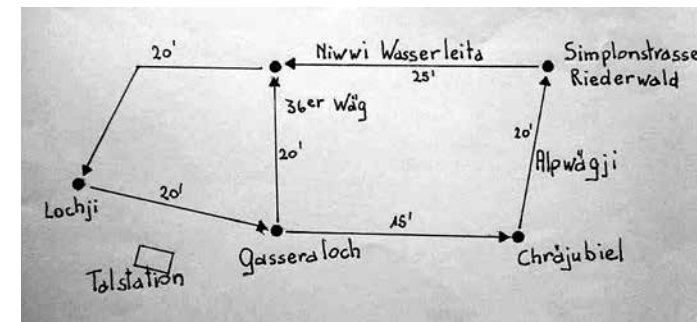 20'
Niwwi Wasserleita
25'
Simplonstrasse
Riederwald
36er Wäg
20'
20'
Alpwägji
Lochji
20'
15'
Gasseraloch
Chräjubiel
Talstation